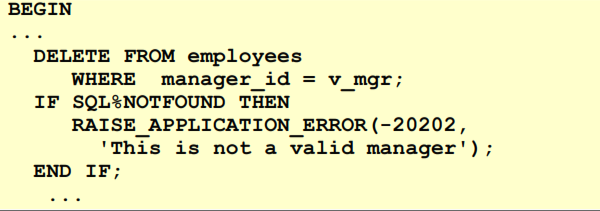 BEGIN
...
DELETE FROM employees
WHERE manager_id = v_mgr;
IF SQL%NOTFOUND THEN
RAISE_APPLICATION_ERROR(-20202,
'This is not a valid manager');
END IF;
...